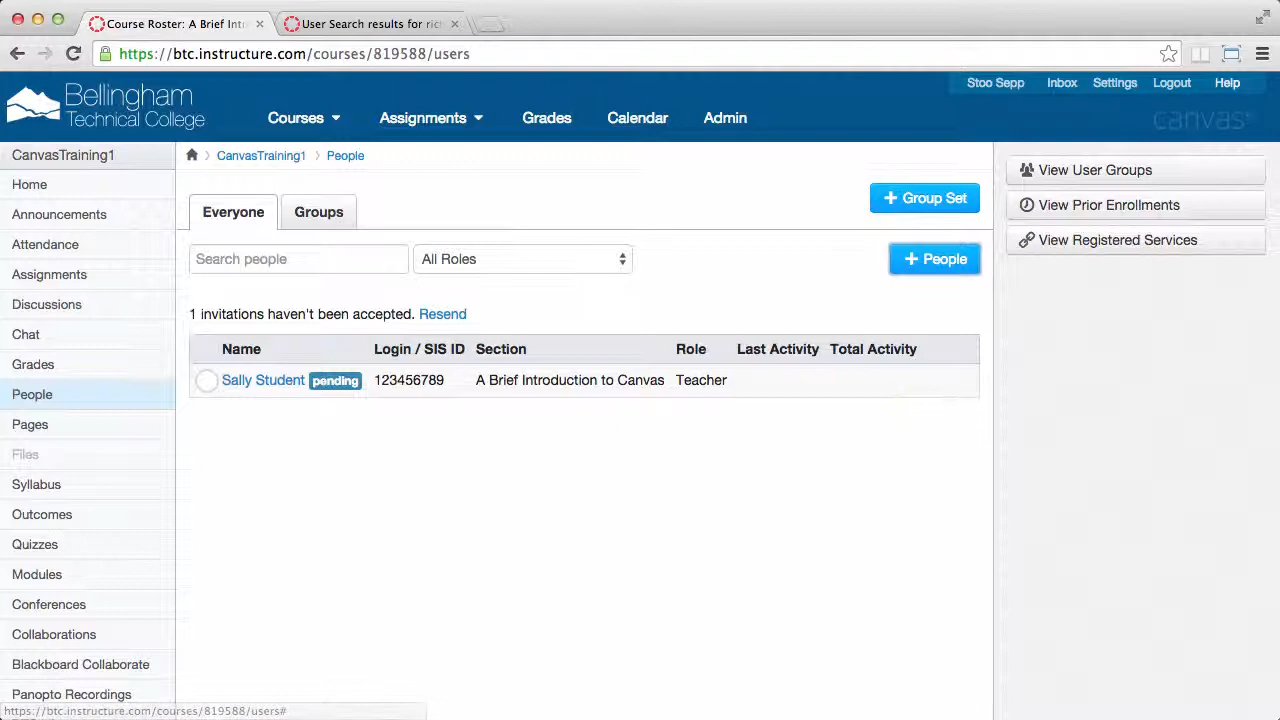 Course Roster: A Brief Intr
User Search results for rich
https://btc.instructure.com/courses/819588/users
Stoo Sepp Inbox Settings Logout Help
Bellingham
Technical College
Courses Assignments Grades Calendar Admin
canvas
CanvasTraining1
Home
Announcements
Attendance
Assignments
Discussions
Chat
Grades
People
Pages
Files
Syllabus
Outcomes
Quizzes
Modules
Conferences
Collaborations
Blackboard Collaborate
Panopto Recordings
CanvasTraining1 People
Everyone Groups
+ Group Set
Search people All Roles + People
1 invitations haven't been accepted. Resend
Name Login / SIS ID Section Role Last Activity Total Activity
Sally Student pending 123456789 A Brief Introduction to Canvas Teacher
View User Groups
View Prior Enrollments
View Registered Services
https://btc.instructure.com/courses/819588/users#